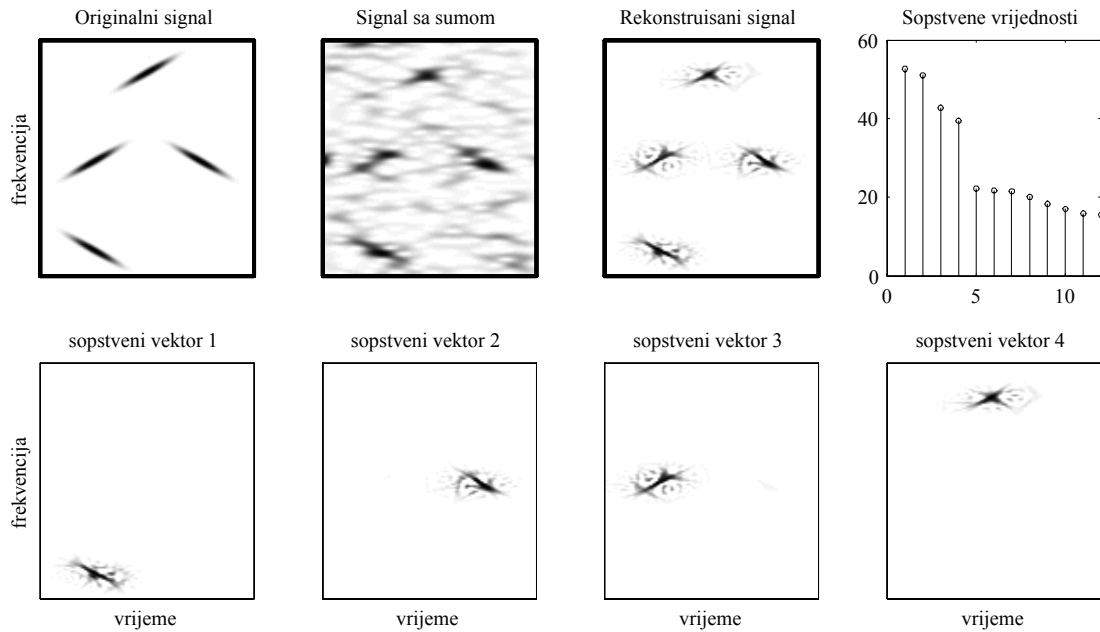 Originalni signal
Signal sa sumom
Rekonstruisani signal
Sopstvene vrijednosti
frekvencija
60
40
20
0
0
5
10
sopstveni vektor 1
sopstveni vektor 2
sopstveni vektor 3
sopstveni vektor 4
frekvencija
vrijeme
vrijeme
vrijeme
vrijeme